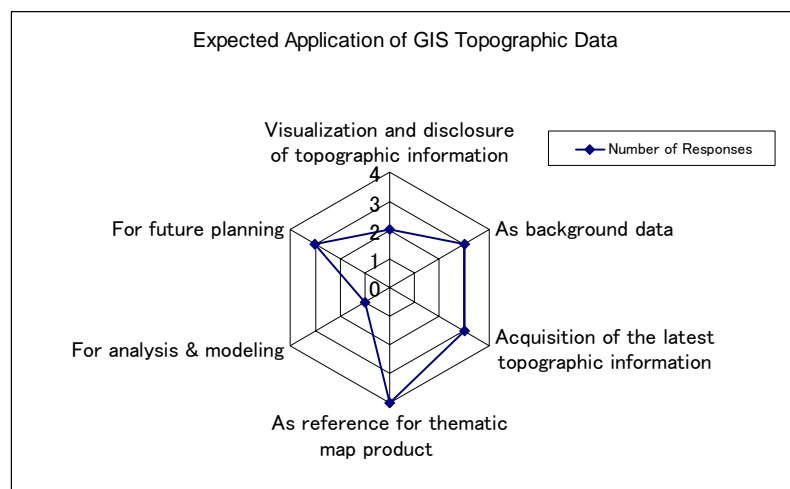 Expected Application of GIS Topographic Data
Visualization and disclosure
of topographic information
Number of Responses
4
3
2
1
0
As background data
Acquisition of the latest
topographic information
As reference for thematic
map product
For analysis & modeling
For future planning